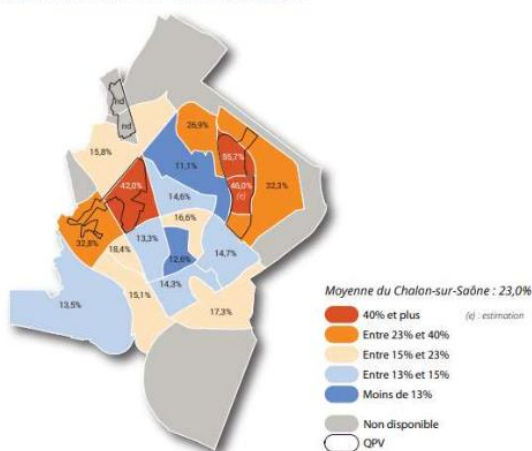 nd
nd
26,9%
15,8%
55,7%
11,1%
42,0%
46,0%
(e)
32,3%
14,6%
16,6%
32,8%
18,4%
13,3%
14,7%
12,6%
14,3%
13,5%
15,1%
17,3%
Moyenne du Chalon-sur-Saône : 23,0%
40% et plus
(e) : estimation
Entre 23% et 40%
Entre 15% et 23%
Entre 13% et 15%
Moins de 13%
Non disponible
QPV